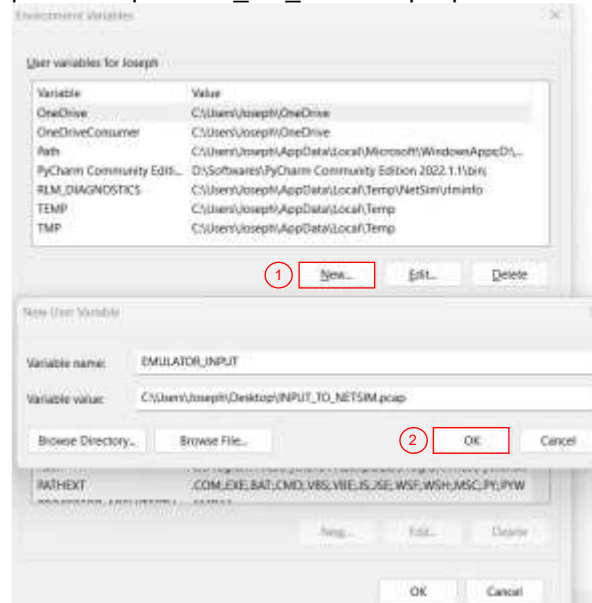 Environment Variables
User variables for Joseph
Variable Value
OneDrive C:\Users\Joseph\OneDrive
OneDriveConsumer C:\Users\Joseph\OneDrive
Path C:\Users\Joseph\AppData\Local\Microsoft\WindowsApps;D:\...
PyCharm Community Editi... D:\Softwares\PyCharm Community Edition 2022.1.1\bin;
RLM_DIAGNOSTICS C:\Users\Joseph\AppData\Local\Temp\NetSim\rlminfo
TEMP C:\Users\Joseph\AppData\Local\Temp
TMP C:\Users\Joseph\AppData\Local\Temp
1 New... Edit... Delete
New User Variable
Variable name: EMULATOR_INPUT
Variable value: C:\Users\Joseph\Desktop\INPUT_TO_NETSIM.pcap
Browse Directory... Browse File... 2 OK Cancel
PATHEXT .COM;.EXE;.BAT;.CMD;.VBS;.VBE;.JS;.JSE;.WSF;.WSH;.MSC;.PY;.PYW
New... Edit... Delete
OK Cancel